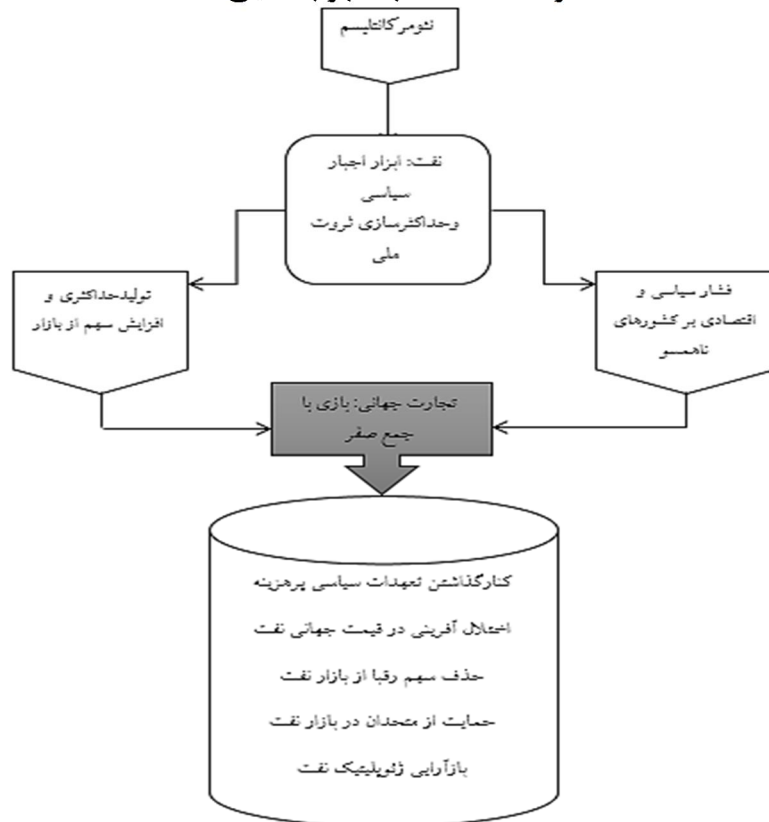 نئومرکانتلیسم
نفت: ابزار اجبار
سیاسی
وحداکثرسازی ثروت
ملی
فشار سیاسی و
اقتصادی بر کشورهای
ناهمسو
تولیدحداکثری و
افزایش سهم از بازار
تجارت جهانی: بازی با
جمع صفر
کنارگذاشتن تعهدات سیاسی پرهزینه
اختلال آفرینی در قیمت جهانی نفت
حذف سهم رقبا از بازار نفت
حمایت از متحدان در بازار نفت
بازآرایی ژئوپلیتیک نفت